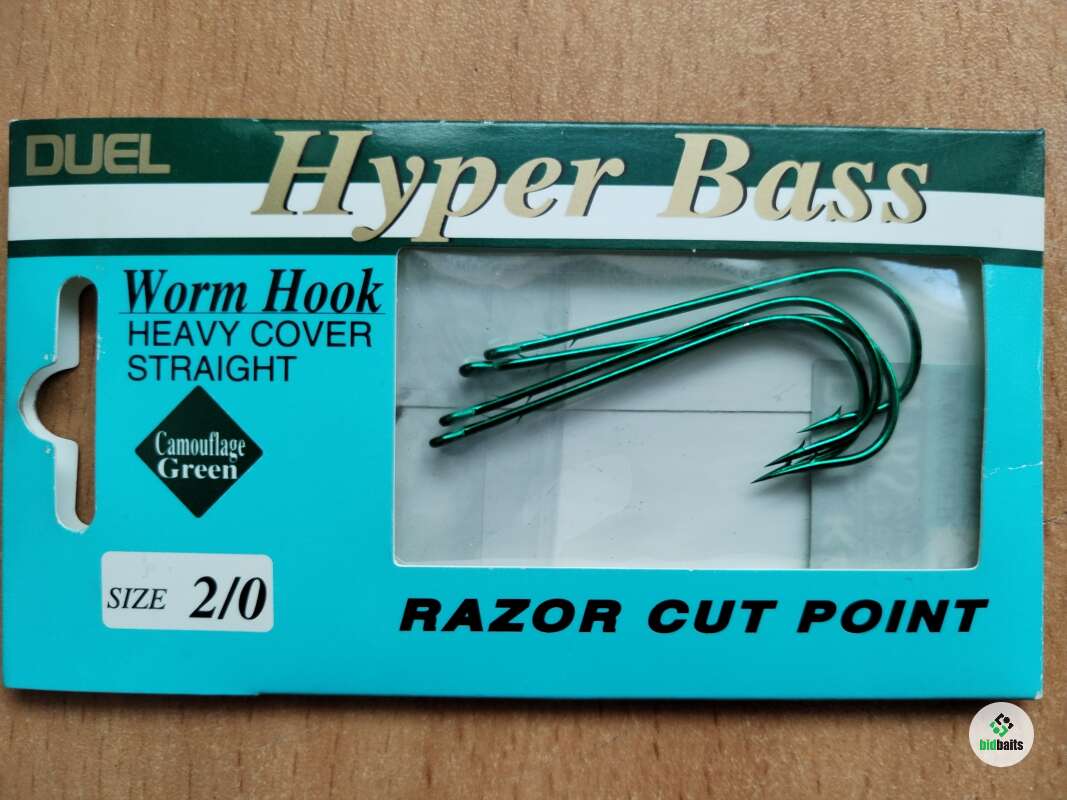 DUEL
Hyper Bass
Worm Hook
HEAVY COVER
STRAIGHT
Camouflage
Green
SIZE 2/0
RAZOR CUT POINT
bidbaits